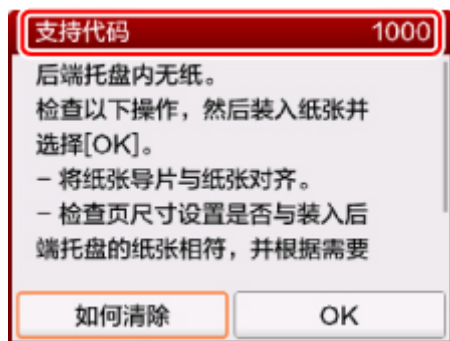 支持代码 1000
后端托盘内无纸。
检查以下操作，然后装入纸张并
选择[OK]。
– 将纸张导片与纸张对齐。
– 检查页尺寸设置是否与装入后
端托盘的纸张相符，并根据需要
如何清除 OK